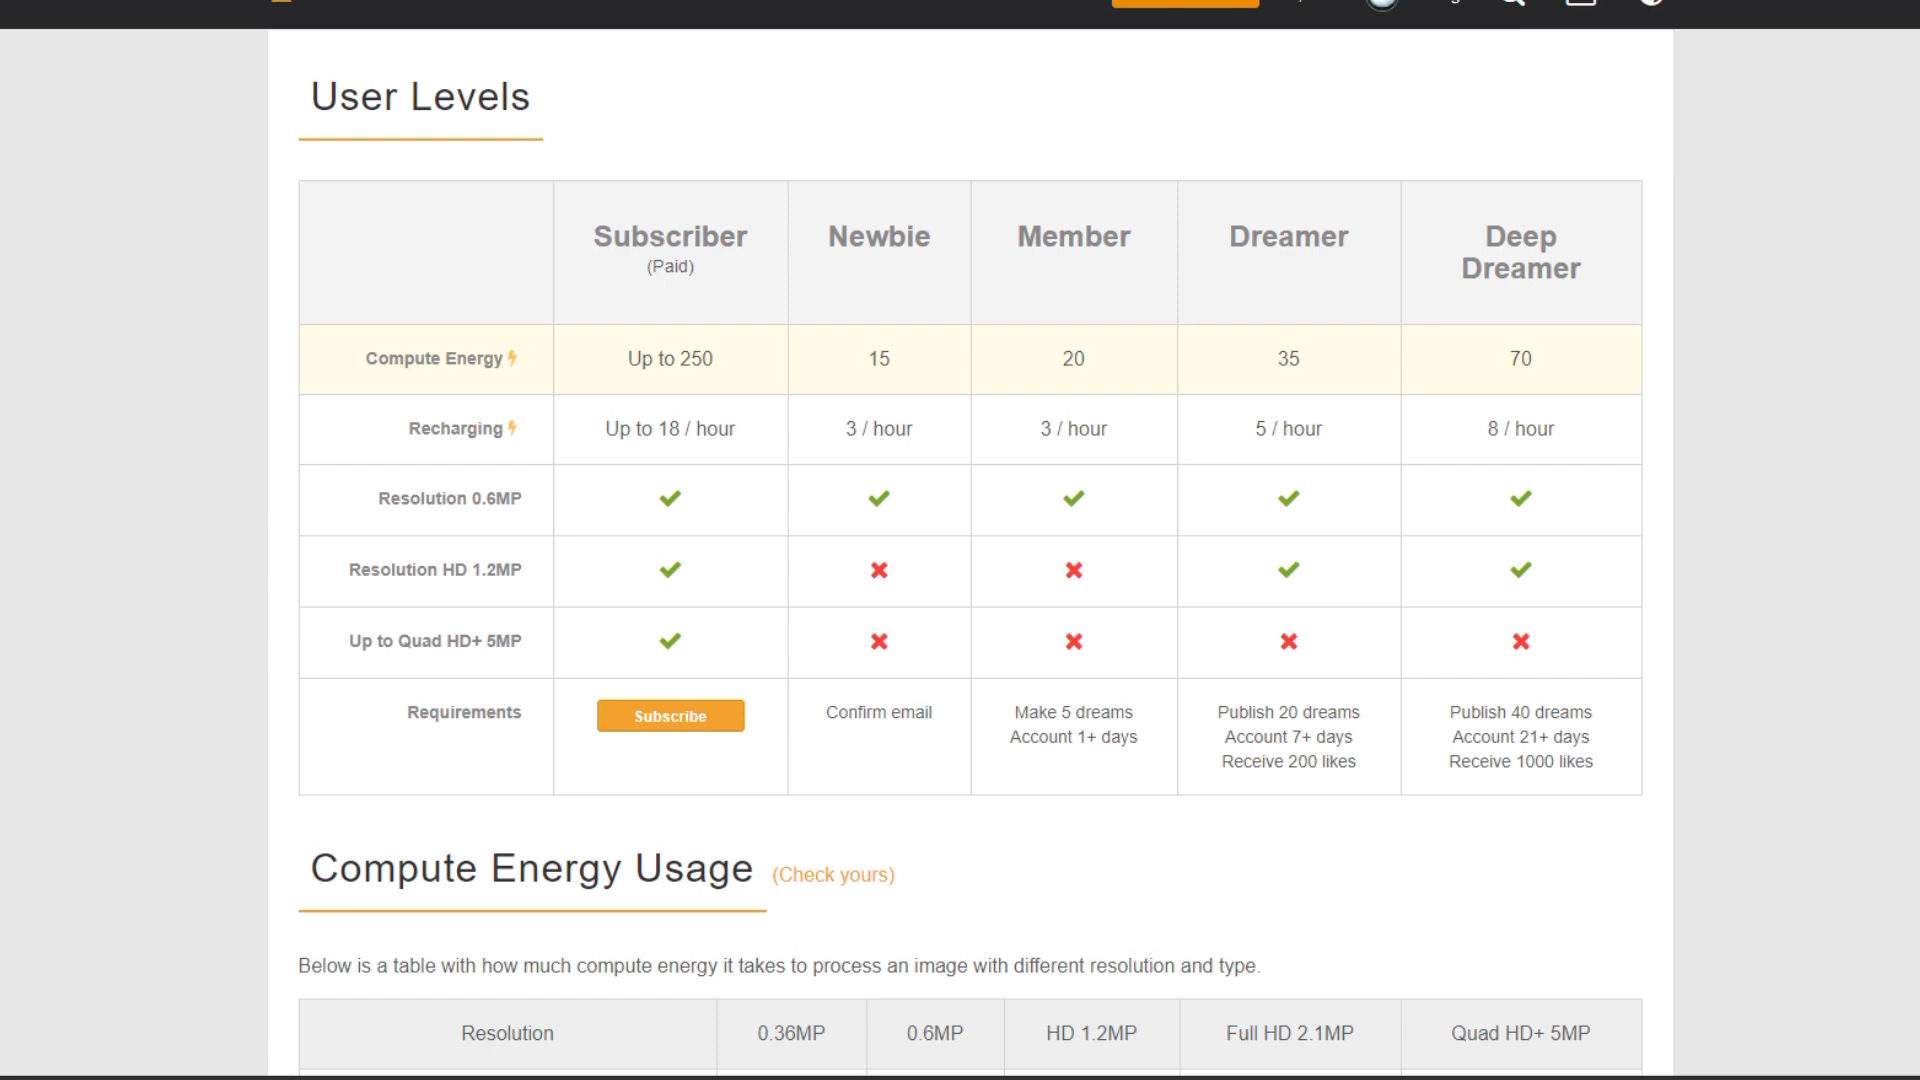 User Levels
Subscriber Newbie Member Dreamer Deep
(Paid) Dreamer
Compute Energy Up to 250 15 20 35 70
Recharging Up to 18 / hour 3 / hour 3 / hour 5 / hour 8 / hour
Resolution 0.6MP
Resolution HD 1.2MP
Up to Quad HD+ 5MP
Requirements Subscribe Confirm email Make 5 dreams Publish 20 dreams Publish 40 dreams
Account 1+ days Account 7+ days Account 21+ days
Receive 200 likes Receive 1000 likes
Compute Energy Usage (Check yours)
Below is a table with how much compute energy it takes to process an image with different resolution and type.
Resolution 0.36MP 0.6MP HD 1.2MP Full HD 2.1MP Quad HD+ 5MP